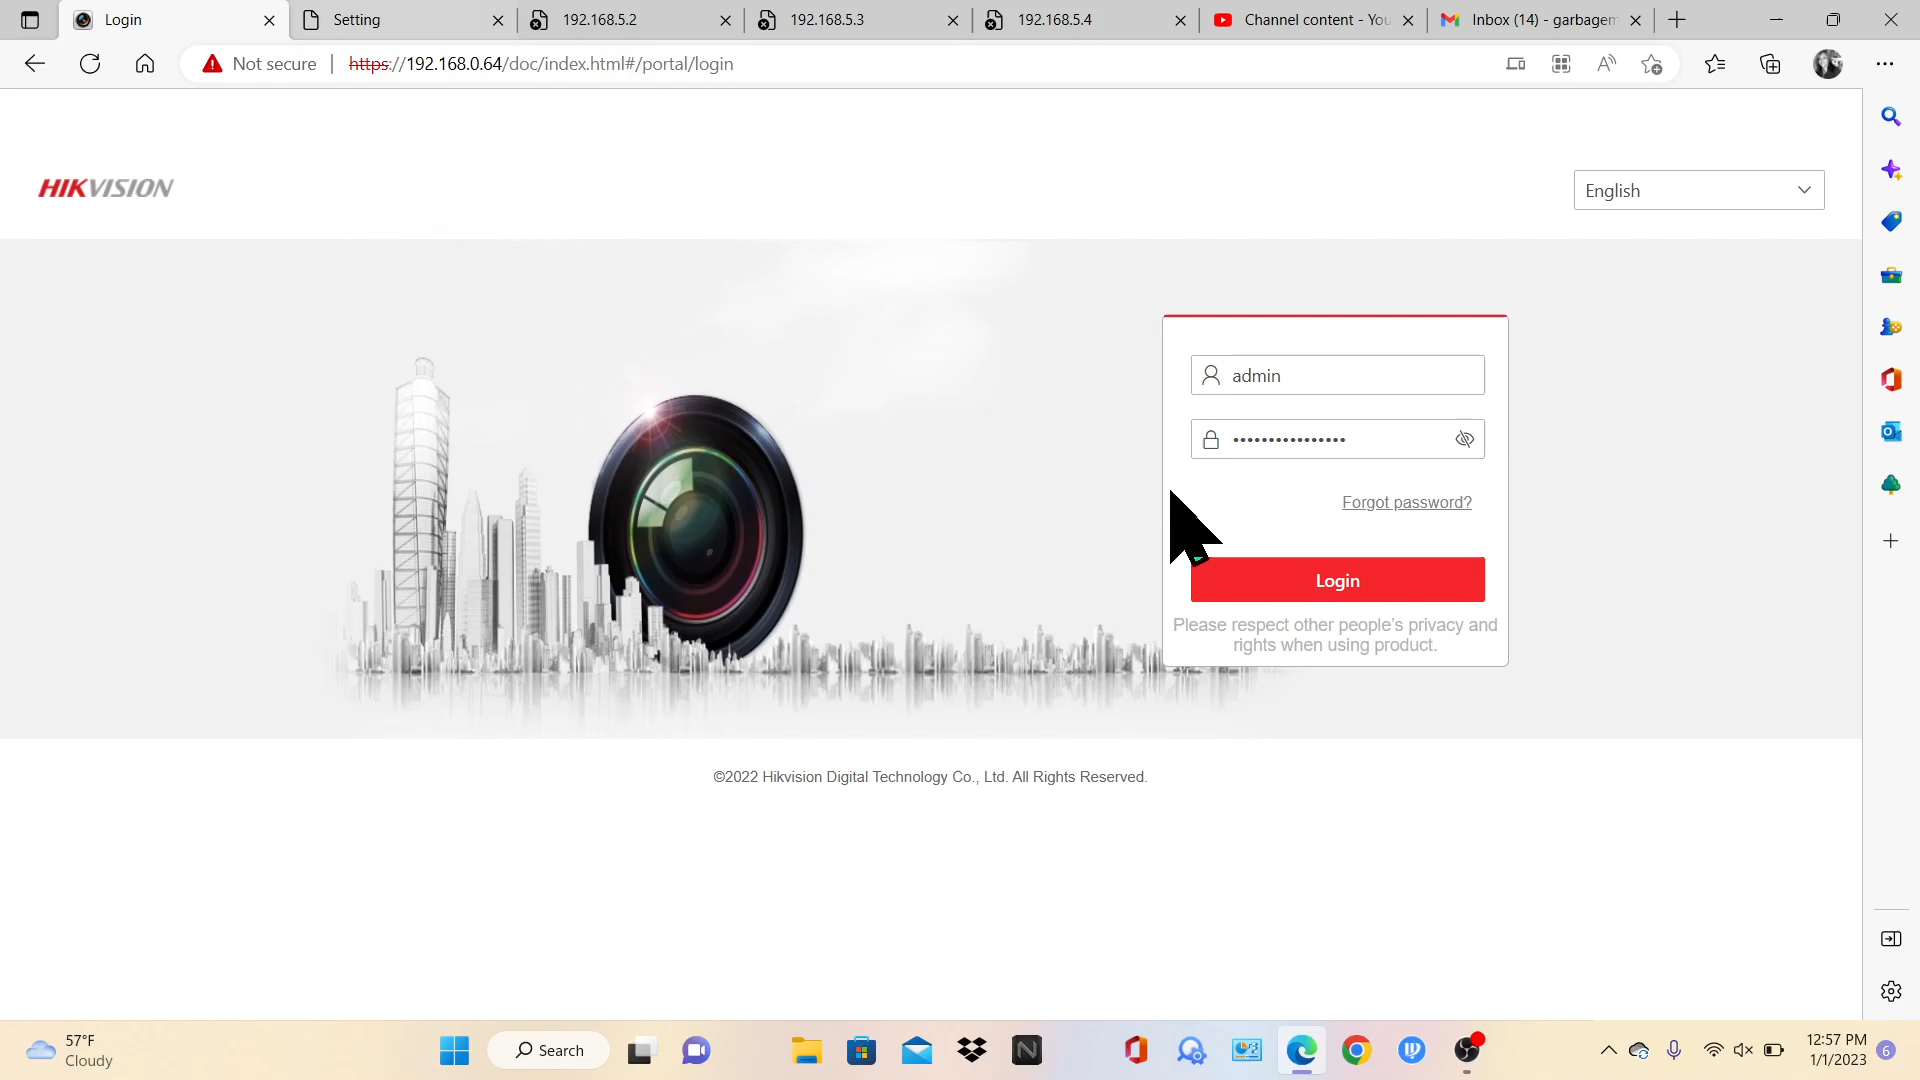 Login
Setting
192.168.5.2
192.168.5.3
192.168.5.4
Channel content - You
Inbox (14) - garbagem
Not secure
https://192.168.0.64/doc/index.html#/portal/login
HIKVISION
English
admin
••••••••••••••••
Forgot password?
Login
Please respect other people's privacy and
rights when using product.
©2022 Hikvision Digital Technology Co., Ltd. All Rights Reserved.
57°F
Cloudy
Search
12:57 PM
1/1/2023
6